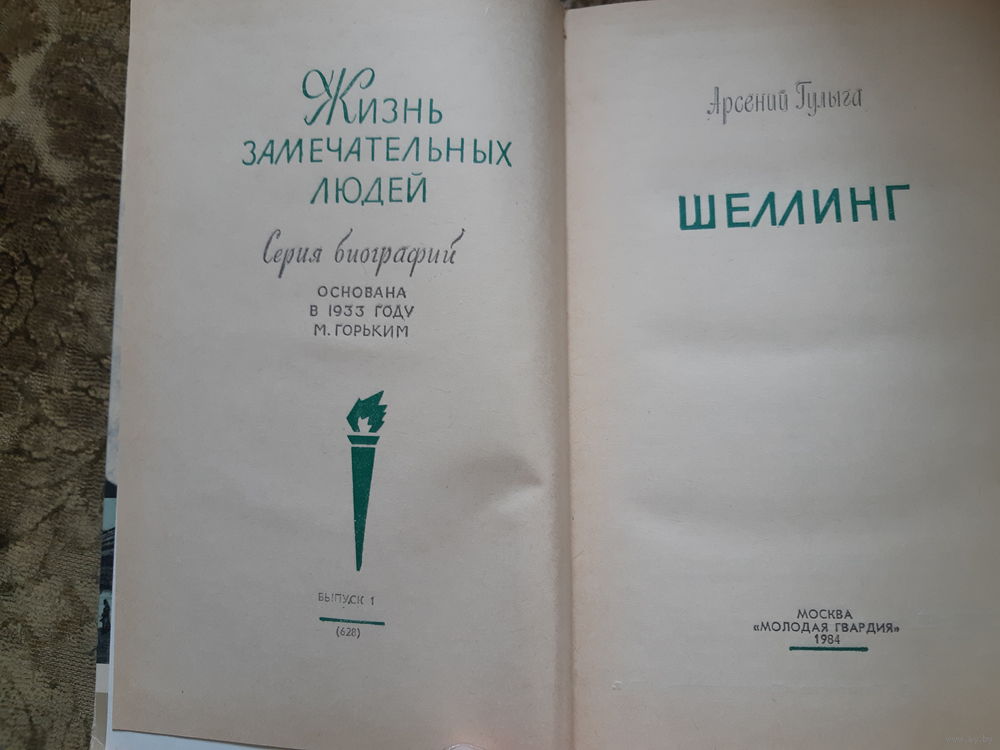 Жизнь
ЗАМЕЧАТЕЛЬНЫХ
ЛЮДЕЙ
Серия биографий
ОСНОВАНА
В 1933 ГОДУ
М. ГОРЬКИМ
ВЫПУСК 1
(628)
Арсений Гулыга
ШЕЛЛИНГ
МОСКВА
«МОЛОДАЯ ГВАРДИЯ»
1984